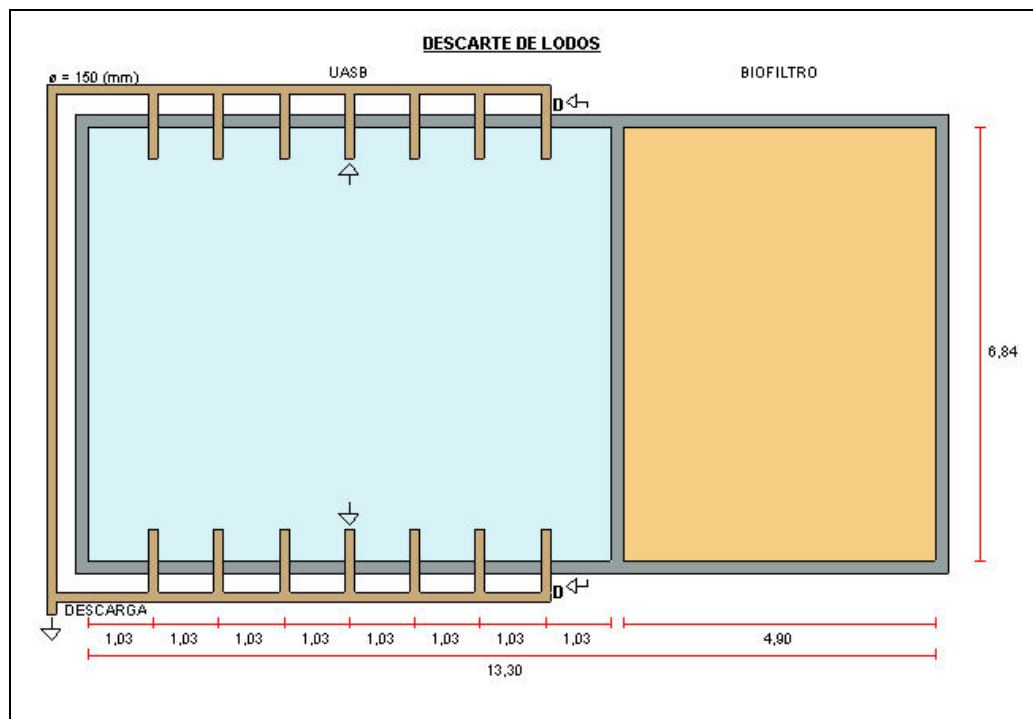 DESCARTE DE LODOS
UASB
BIOFILTRO
ø = 150 (mm)
D
6,84
D
DESCARGA
1,03 1,03 1,03 1,03 1,03 1,03 1,03 1,03 4,90
13,30